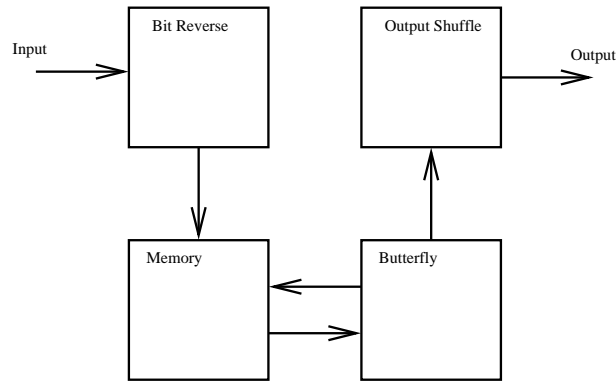 Bit Reverse
Output Shuffle
Input
Output
Memory
Butterfly